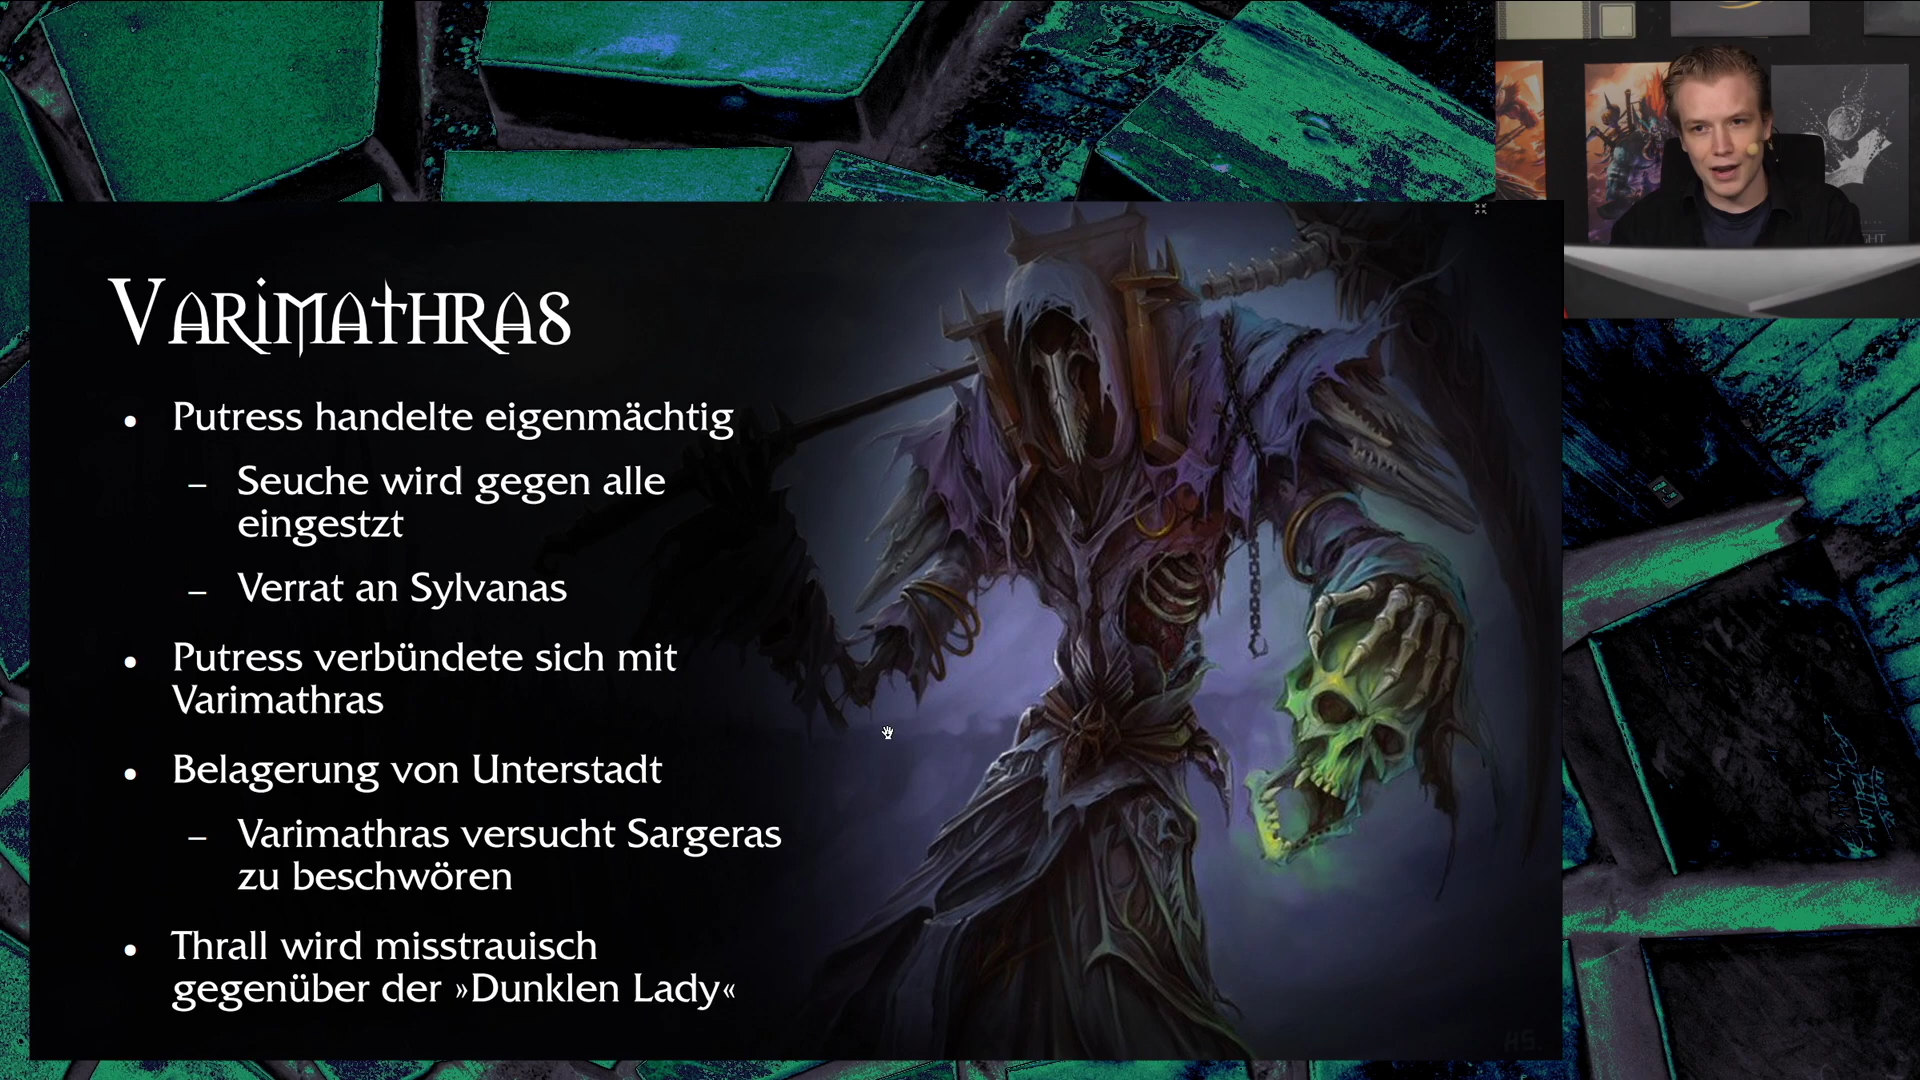 Varimathras
• Putress handelte eigenmächtig
– Seuche wird gegen alle
eingestzt
– Verrat an Sylvanas
• Putress verbündete sich mit
Varimathras
• Belagerung von Unterstadt
– Varimathras versucht Sargeras
zu beschwören
• Thrall wird misstrauisch
gegenüber der »Dunklen Lady«